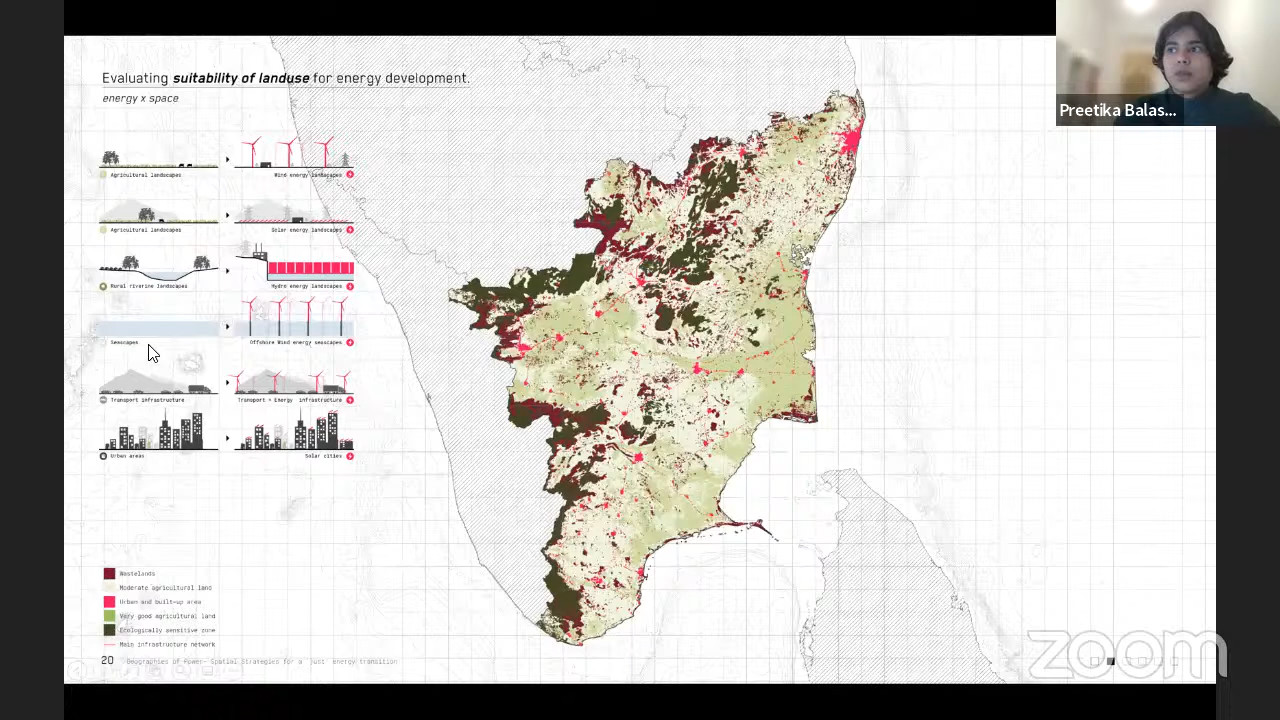 Preetika Balas...
Evaluating suitability of landuse for energy development.
energy x space
Agricultural landscapes
Wind energy landscapes
Agricultural landscapes
Solar energy landscapes
Rural riverine landscapes
Hydro energy landscapes
Seascapes
Offshore Wind energy seascapes
Transport infrastructure
Transport + Energy infrastructure
Urban areas
Solar cities
Wastelands
Moderate agricultural land
Urban and built-up area
Very good agricultural land
Ecologically sensitive zone
Main infrastructure network
20
Geographies of Power- Spatial Strategies for a 'just' energy transition
zoom